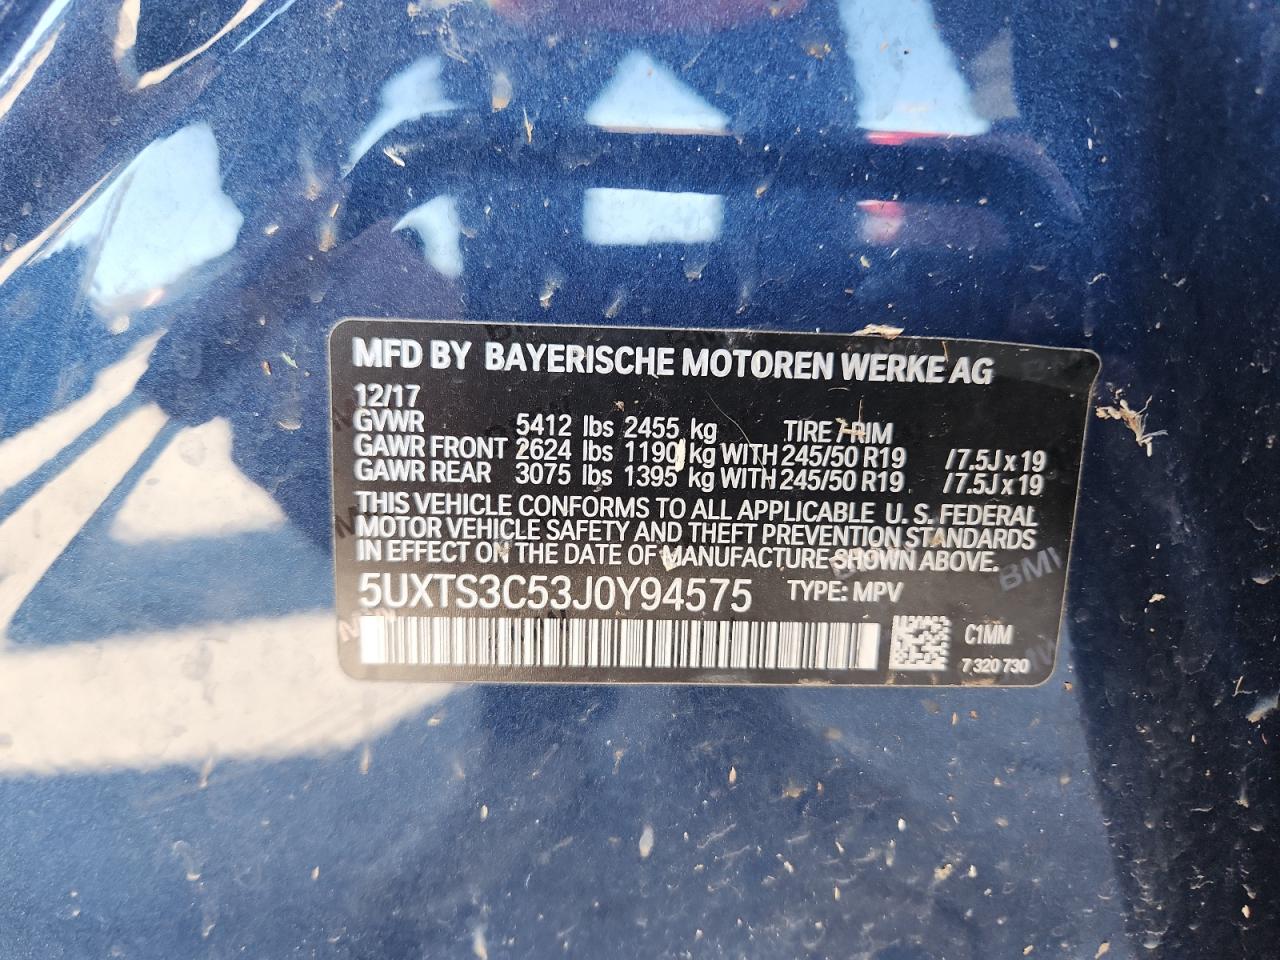 MFD BY BAYERISCHE MOTOREN WERKE AG
12/17
GVWR 5412 lbs 2455 kg TIRE / RIM
GAWR FRONT 2624 lbs 1190 kg WITH 245/50 R19 /7.5J x 19
GAWR REAR 3075 lbs 1395 kg WITH 245/50 R19 /7.5J x 19
THIS VEHICLE CONFORMS TO ALL APPLICABLE U. S. FEDERAL
MOTOR VEHICLE SAFETY AND THEFT PREVENTION STANDARDS
IN EFFECT ON THE DATE OF MANUFACTURE SHOWN ABOVE.
5UXTS3C53J0Y94575 TYPE: MPV
C1MM
7 320 730